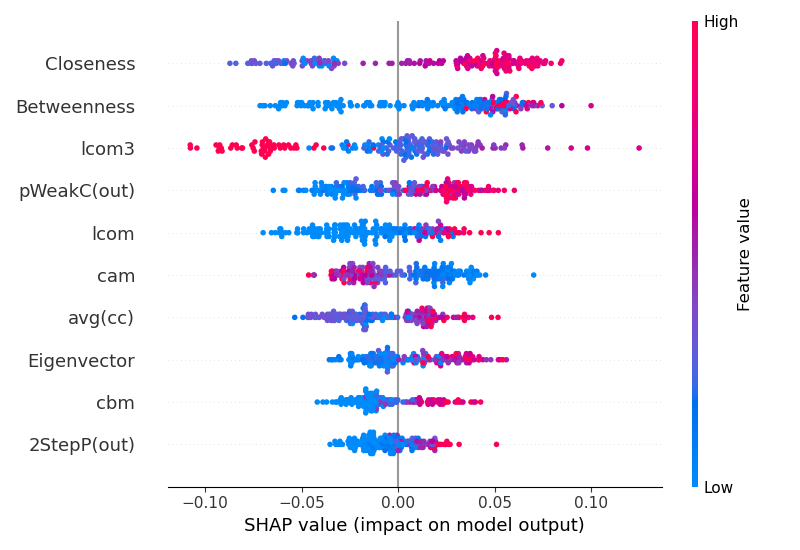 High
Closeness
Betweenness
lcom3
pWeakC(out)
lcom
cam
avg(cc)
Eigenvector
cbm
2StepP(out)
Feature value
Low
−0.10 −0.05 0.00 0.05 0.10
SHAP value (impact on model output)